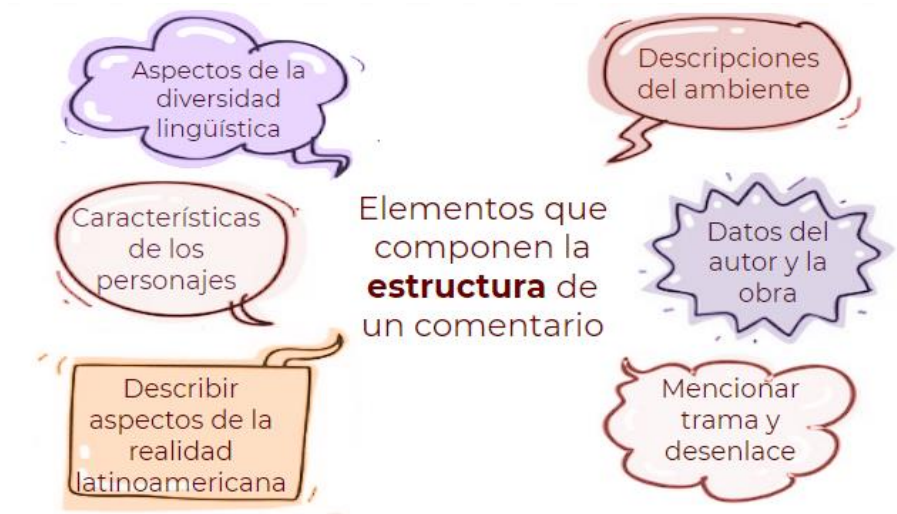 Aspectos de la
diversidad
lingüística
Descripciones
del ambiente
Características
de los
personajes
Elementos que
componen la
estructura de
un comentario
Datos del
autor y la
obra
Describir
aspectos de la
realidad
latinoamericana
Mencionar
trama y
desenlace